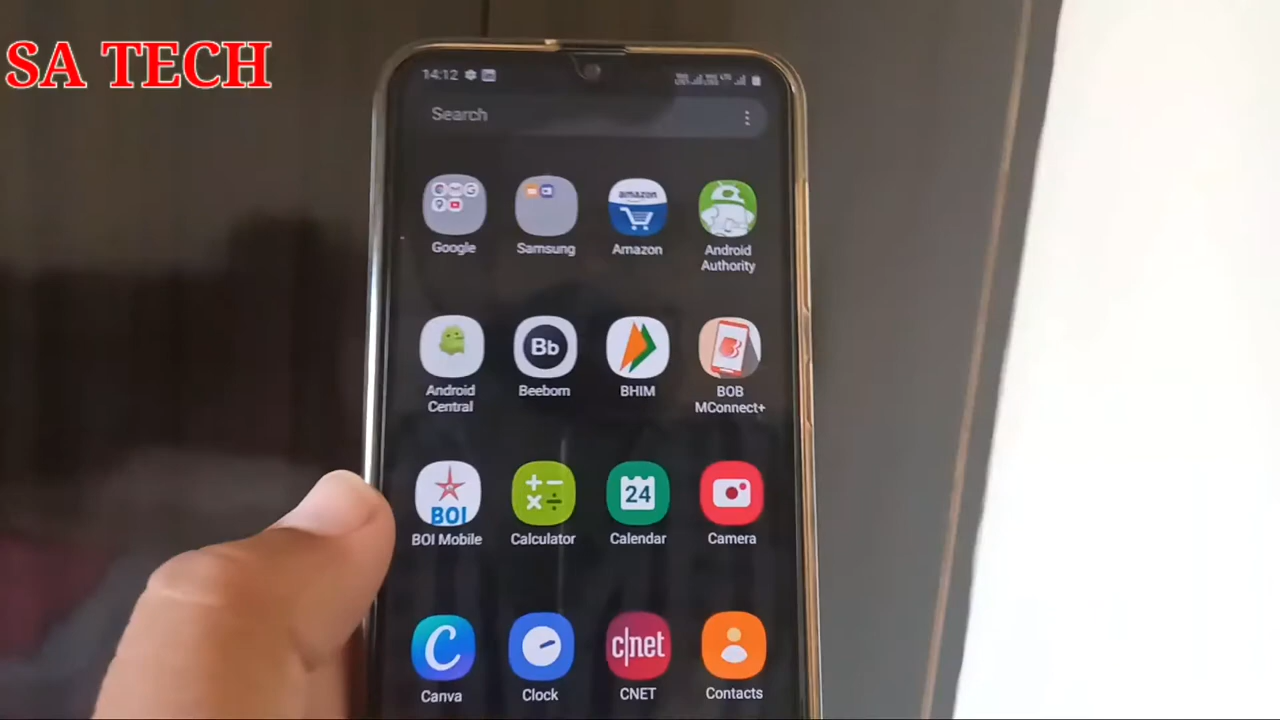 SA TECH
14:12
Search
amazon
Google
Samsung
Amazon
Android
Authority
Bb
Android
Central
Beebom
BHIM
BOB
MConnect+
BOI
24
BOI Mobile
Calculator
Calendar
Camera
C
c|net
Canva
Clock
CNET
Contacts